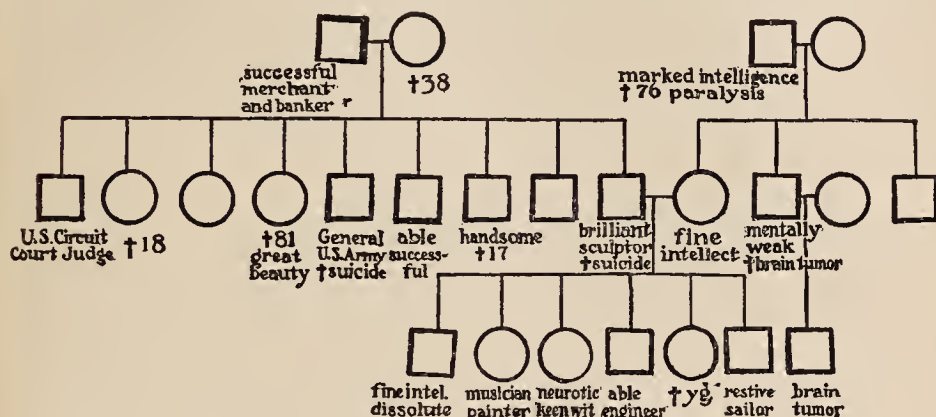 successful
merchant
and banker
†38
marked intelligence
† 76 paralysis
U.S. Circuit
Court Judge
†18
†81
great
beauty
General
U.S. Army
†suicide
able
success-
ful
handsome
†17
brilliant
sculptor
†suicide
fine
intellect
mentally
weak
†brain tumor
fine intel.
dissolute
musician
painter
neurotic
keen wit
able
engineer
†yg
restive
sailor
brain
tumor